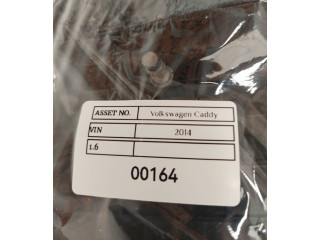 ASSET NO. Volkswagen Caddy
VIN 2014
1.6
00164